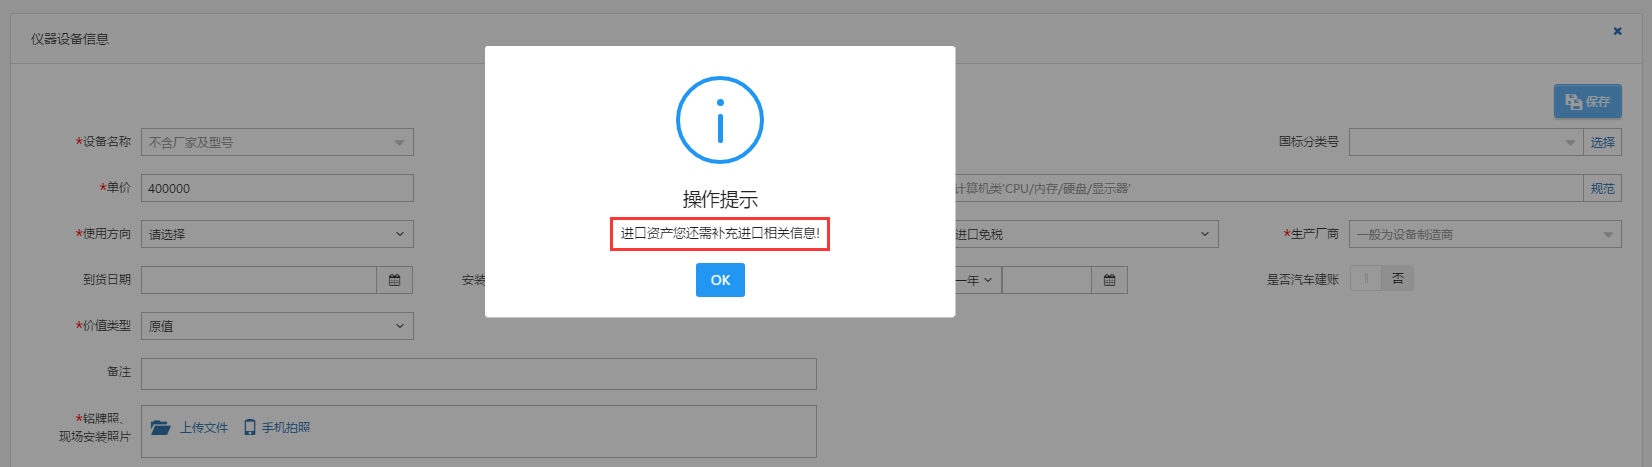 仪器设备信息
保存
*设备名称 不含厂家及型号 国标分类号 选择
*单价 400000 计算机类'CPU/内存/硬盘/显示器' 规范
*使用方向 请选择 进口免税 *生产厂商 一般为设备制造商
到货日期 安装 一年 是否汽车建账 否
*价值类型 原值
备注
*铭牌照、
现场安装照片
上传文件 手机拍照
操作提示
进口资产您还需补充进口相关信息!
OK